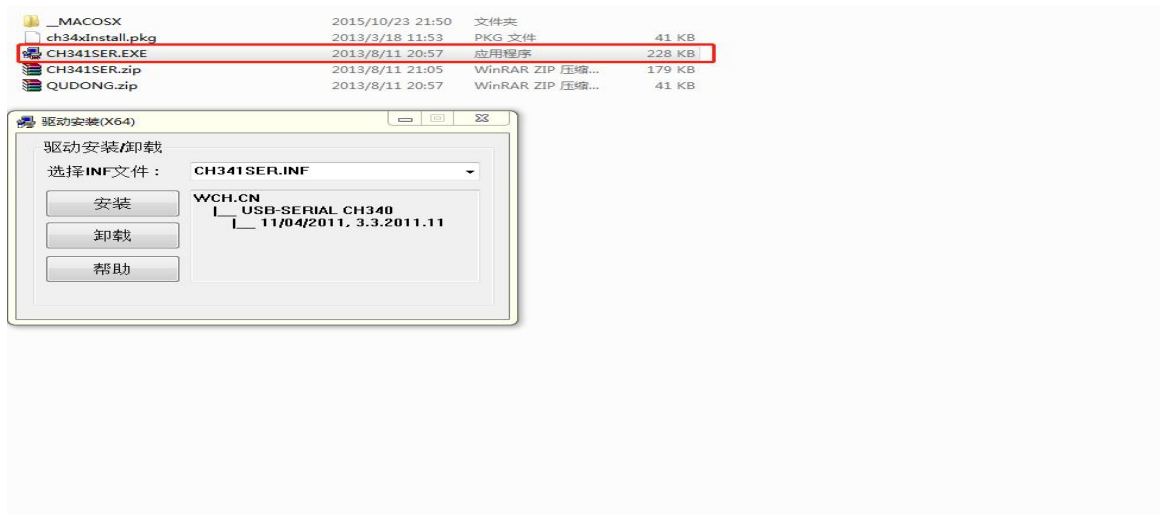 __MACOSX 2015/10/23 21:50 文件夹
ch34xInstall.pkg 2013/3/18 11:53 PKG 文件 41 KB
CH341SER.EXE 2013/8/11 20:57 应用程序 228 KB
CH341SER.zip 2013/8/11 21:05 WinRAR ZIP 压缩... 179 KB
QUDONG.zip 2013/8/11 20:57 WinRAR ZIP 压缩... 41 KB
驱动安装(X64)
驱动安装/卸载
选择INF文件： CH341SER.INF
安装
卸载
帮助
WCH.CN
|__ USB-SERIAL CH340
|__ 11/04/2011, 3.3.2011.11